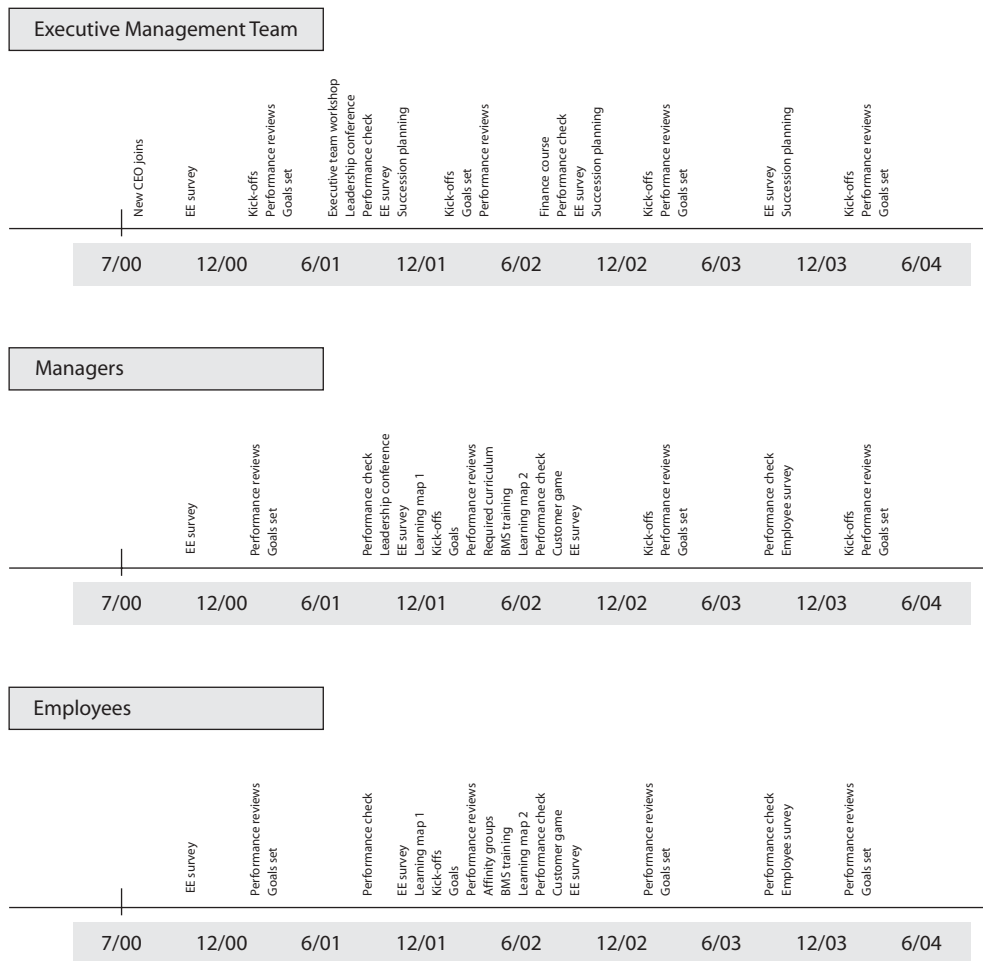 Executive Management Team
New CEO joins
EE survey
Kick-offs
Performance reviews
Goals set
Executive team workshop
Leadership conference
Performance check
EE survey
Succession planning
Kick-offs
Goals set
Performance reviews
Finance course
Performance check
EE survey
Succession planning
Kick-offs
Performance reviews
Goals set
EE survey
Succession planning
Kick-offs
Performance reviews
Goals set
7/00 12/00 6/01 12/01 6/02 12/02 6/03 12/03 6/04
Managers
EE survey
Performance reviews
Goals set
Performance check
Leadership conference
EE survey
Learning map 1
Kick-offs
Goals
Performance reviews
Required curriculum
BMS training
Learning map 2
Performance check
Customer game
EE survey
Kick-offs
Performance reviews
Goals set
Performance check
Employee survey
Kick-offs
Performance reviews
Goals set
7/00 12/00 6/01 12/01 6/02 12/02 6/03 12/03 6/04
Employees
EE survey
Performance reviews
Goals set
Performance check
EE survey
Learning map 1
Kick-offs
Goals
Performance reviews
Affinity groups
BMS training
Learning map 2
Performance check
Customer game
EE survey
Performance reviews
Goals set
Performance check
Employee survey
Performance reviews
Goals set
7/00 12/00 6/01 12/01 6/02 12/02 6/03 12/03 6/04